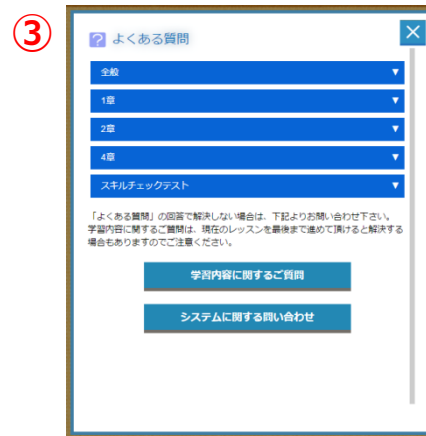 ③
よくある質問
全般
1章
2章
4章
スキルチェックテスト
「よくある質問」の回答で解決しない場合は、下記よりお問い合わせ下さい。
学習内容に関するご質問は、現在のレッスンを最後まで進めて頂けると解決する
場合もありますのでご注意ください。
学習内容に関するご質問
システムに関する問い合わせ